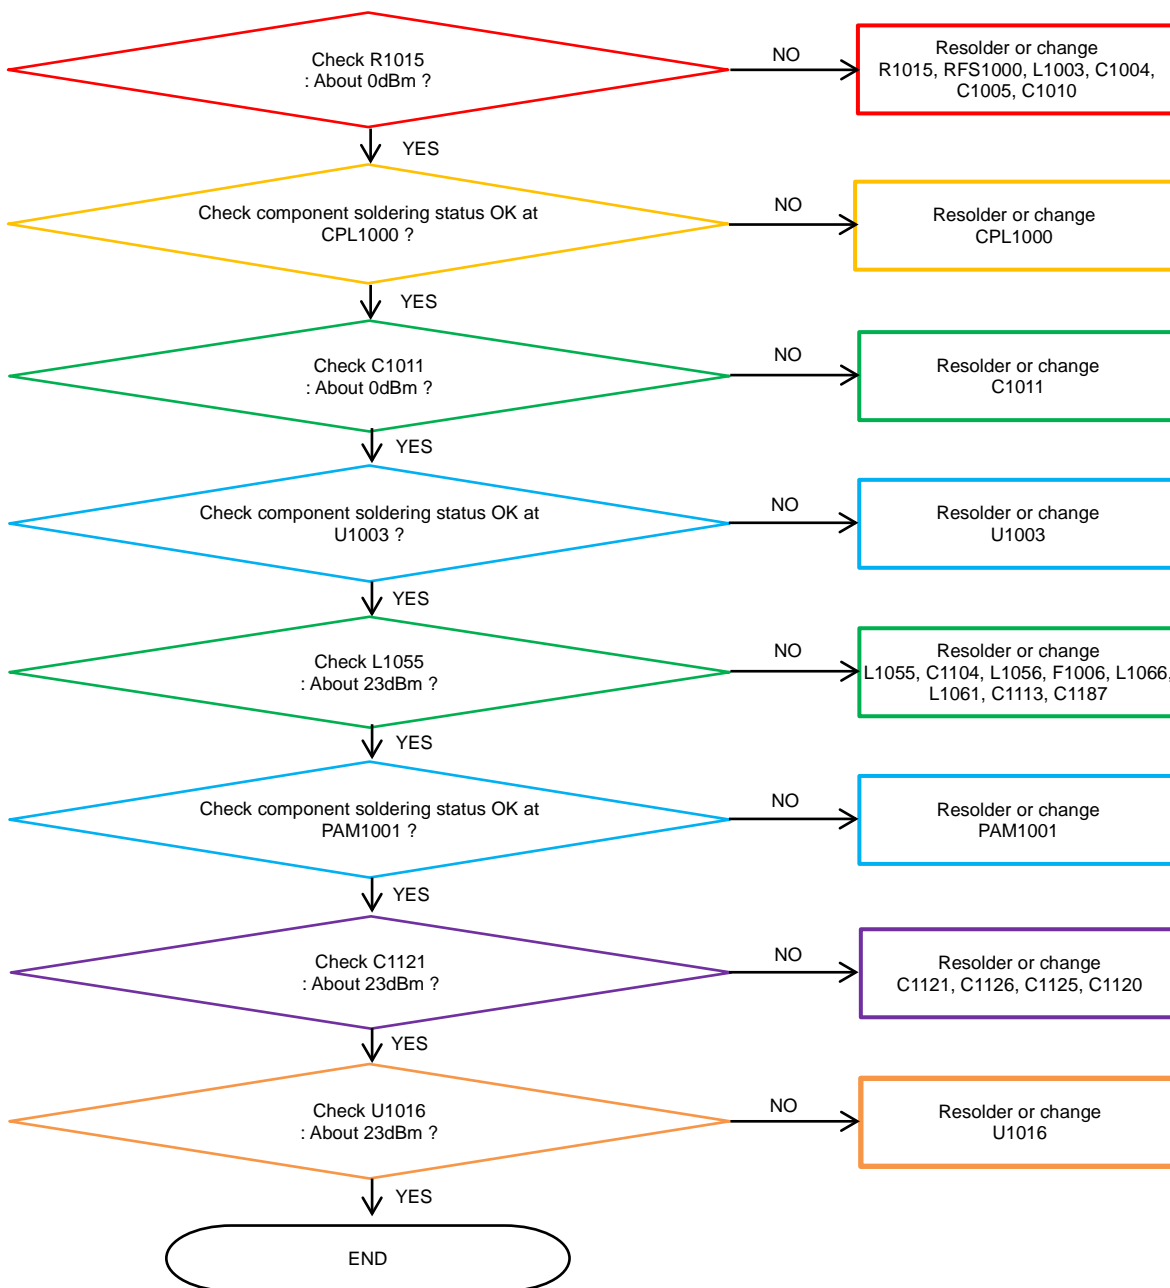 Check R1015
: About 0dBm ?
NO
Resolder or change
R1015, RFS1000, L1003, C1004,
C1005, C1010
YES
Check component soldering status OK at
CPL1000 ?
NO
Resolder or change
CPL1000
YES
Check C1011
: About 0dBm ?
NO
Resolder or change
C1011
YES
Check component soldering status OK at
U1003 ?
NO
Resolder or change
U1003
YES
Check L1055
: About 23dBm ?
NO
Resolder or change
L1055, C1104, L1056, F1006, L1066,
L1061, C1113, C1187
YES
Check component soldering status OK at
PAM1001 ?
NO
Resolder or change
PAM1001
YES
Check C1121
: About 23dBm ?
NO
Resolder or change
C1121, C1126, C1125, C1120
YES
Check U1016
: About 23dBm ?
NO
Resolder or change
U1016
YES
END